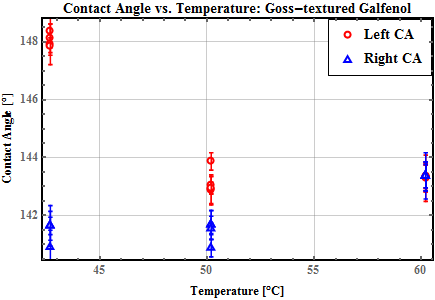 Contact Angle vs. Temperature: Goss-textured Galfenol
Left CA
Right CA
148
146
144
142
Contact Angle [°]
45
50
55
60
Temperature [°C]